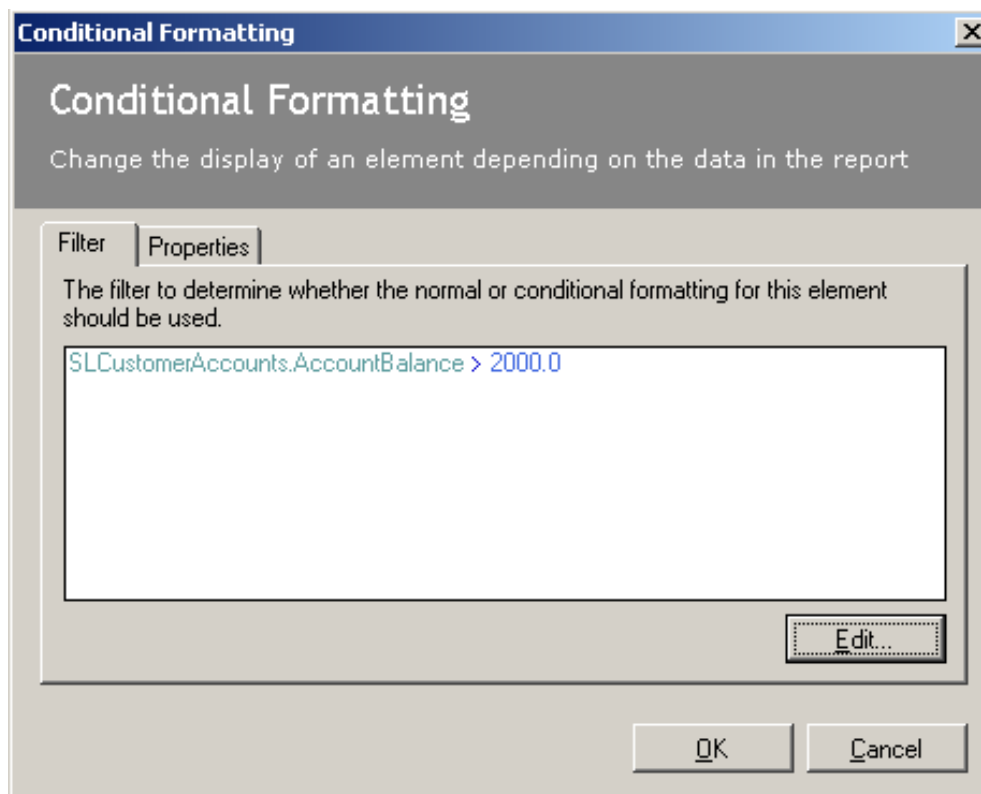 Conditional Formatting
Conditional Formatting
Change the display of an element depending on the data in the report
Filter
Properties
The filter to determine whether the normal or conditional formatting for this element
should be used.
SLCustomerAccounts.AccountBalance > 2000.0
Edit...
OK
Cancel